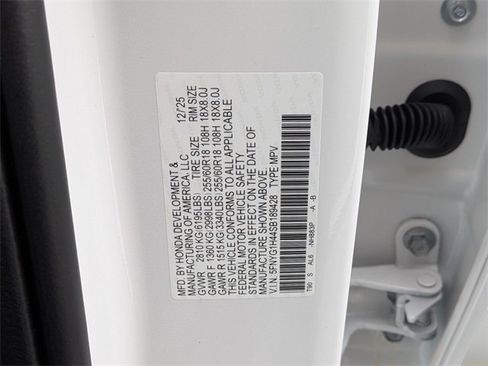 MFD. BY HONDA DEVELOPMENT & 12/25
MANUFACTURING OF AMERICA, LLC
TIRE SIZE RIM SIZE
GVWR 2810 KG(6195LBS)
GAWR F 1360 KG(2998LBS) 255/60R18 108H 18X8.0J
GAWR R 1515 KG(3340LBS) 255/60R18 108H 18X8.0J
THIS VEHICLE CONFORMS TO ALL APPLICABLE
FEDERAL MOTOR VEHICLE SAFETY
STANDARDS IN EFFECT ON THE DATE OF
MANUFACTURE SHOWN ABOVE.
V.I.N. 5FNYG1H44SB189428 TYPE MPV
T90 S AL6 -NH883P -A -B